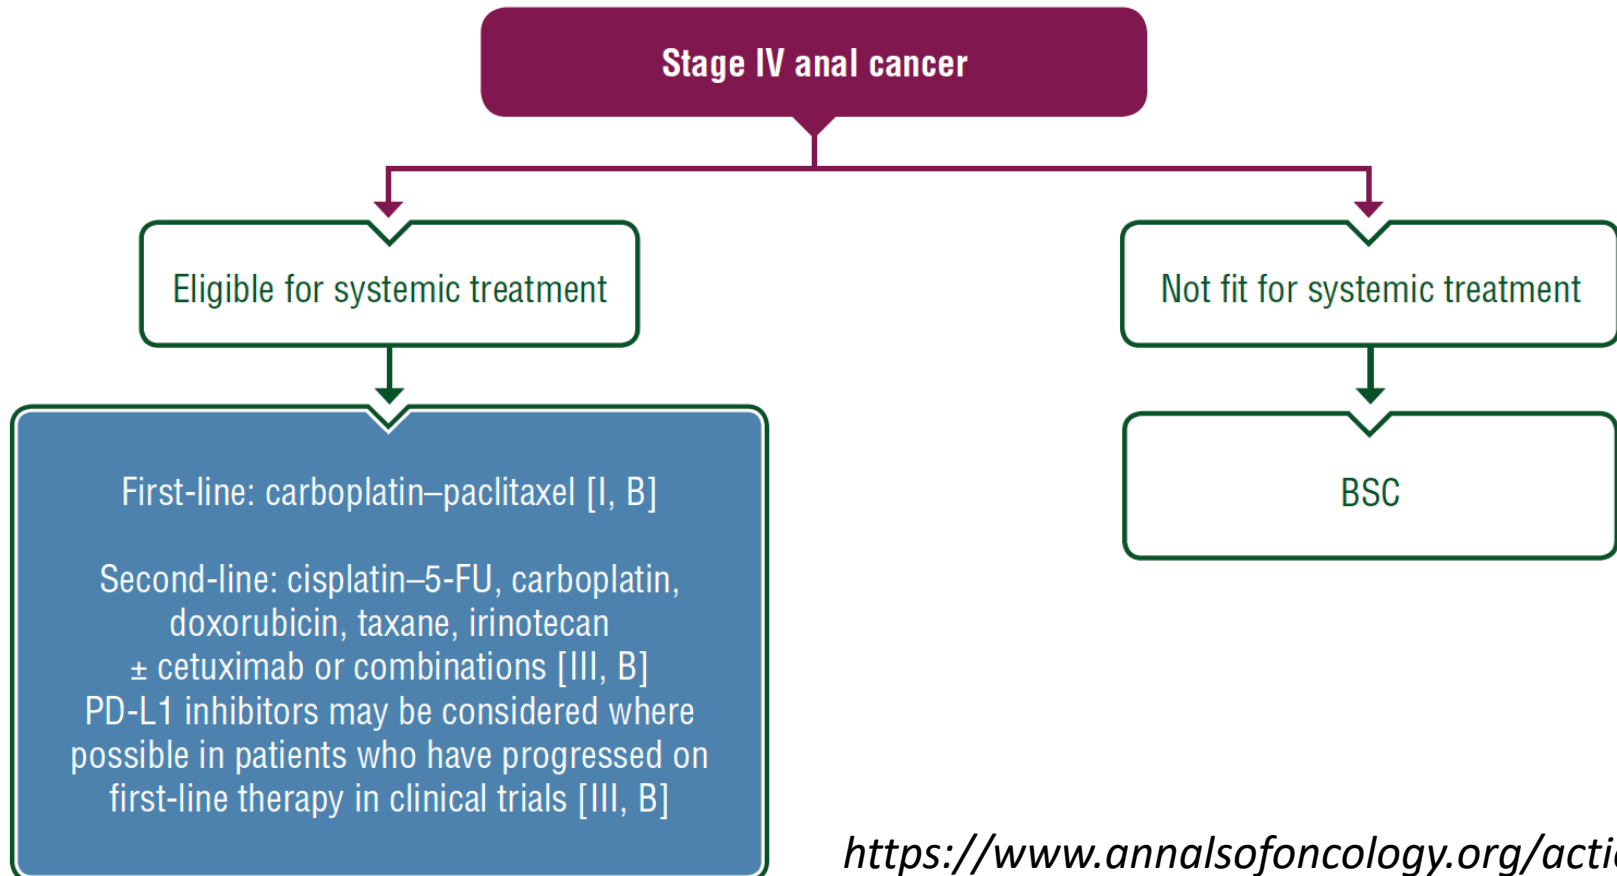 Stage IV anal cancer
Eligible for systemic treatment
Not fit for systemic treatment
First-line: carboplatin–paclitaxel [I, B]
Second-line: cisplatin–5-FU, carboplatin,
doxorubicin, taxane, irinotecan
± cetuximab or combinations [III, B]
PD-L1 inhibitors may be considered where
possible in patients who have progressed on
first-line therapy in clinical trials [III, B]
BSC
https://www.annalsofoncology.org/actio